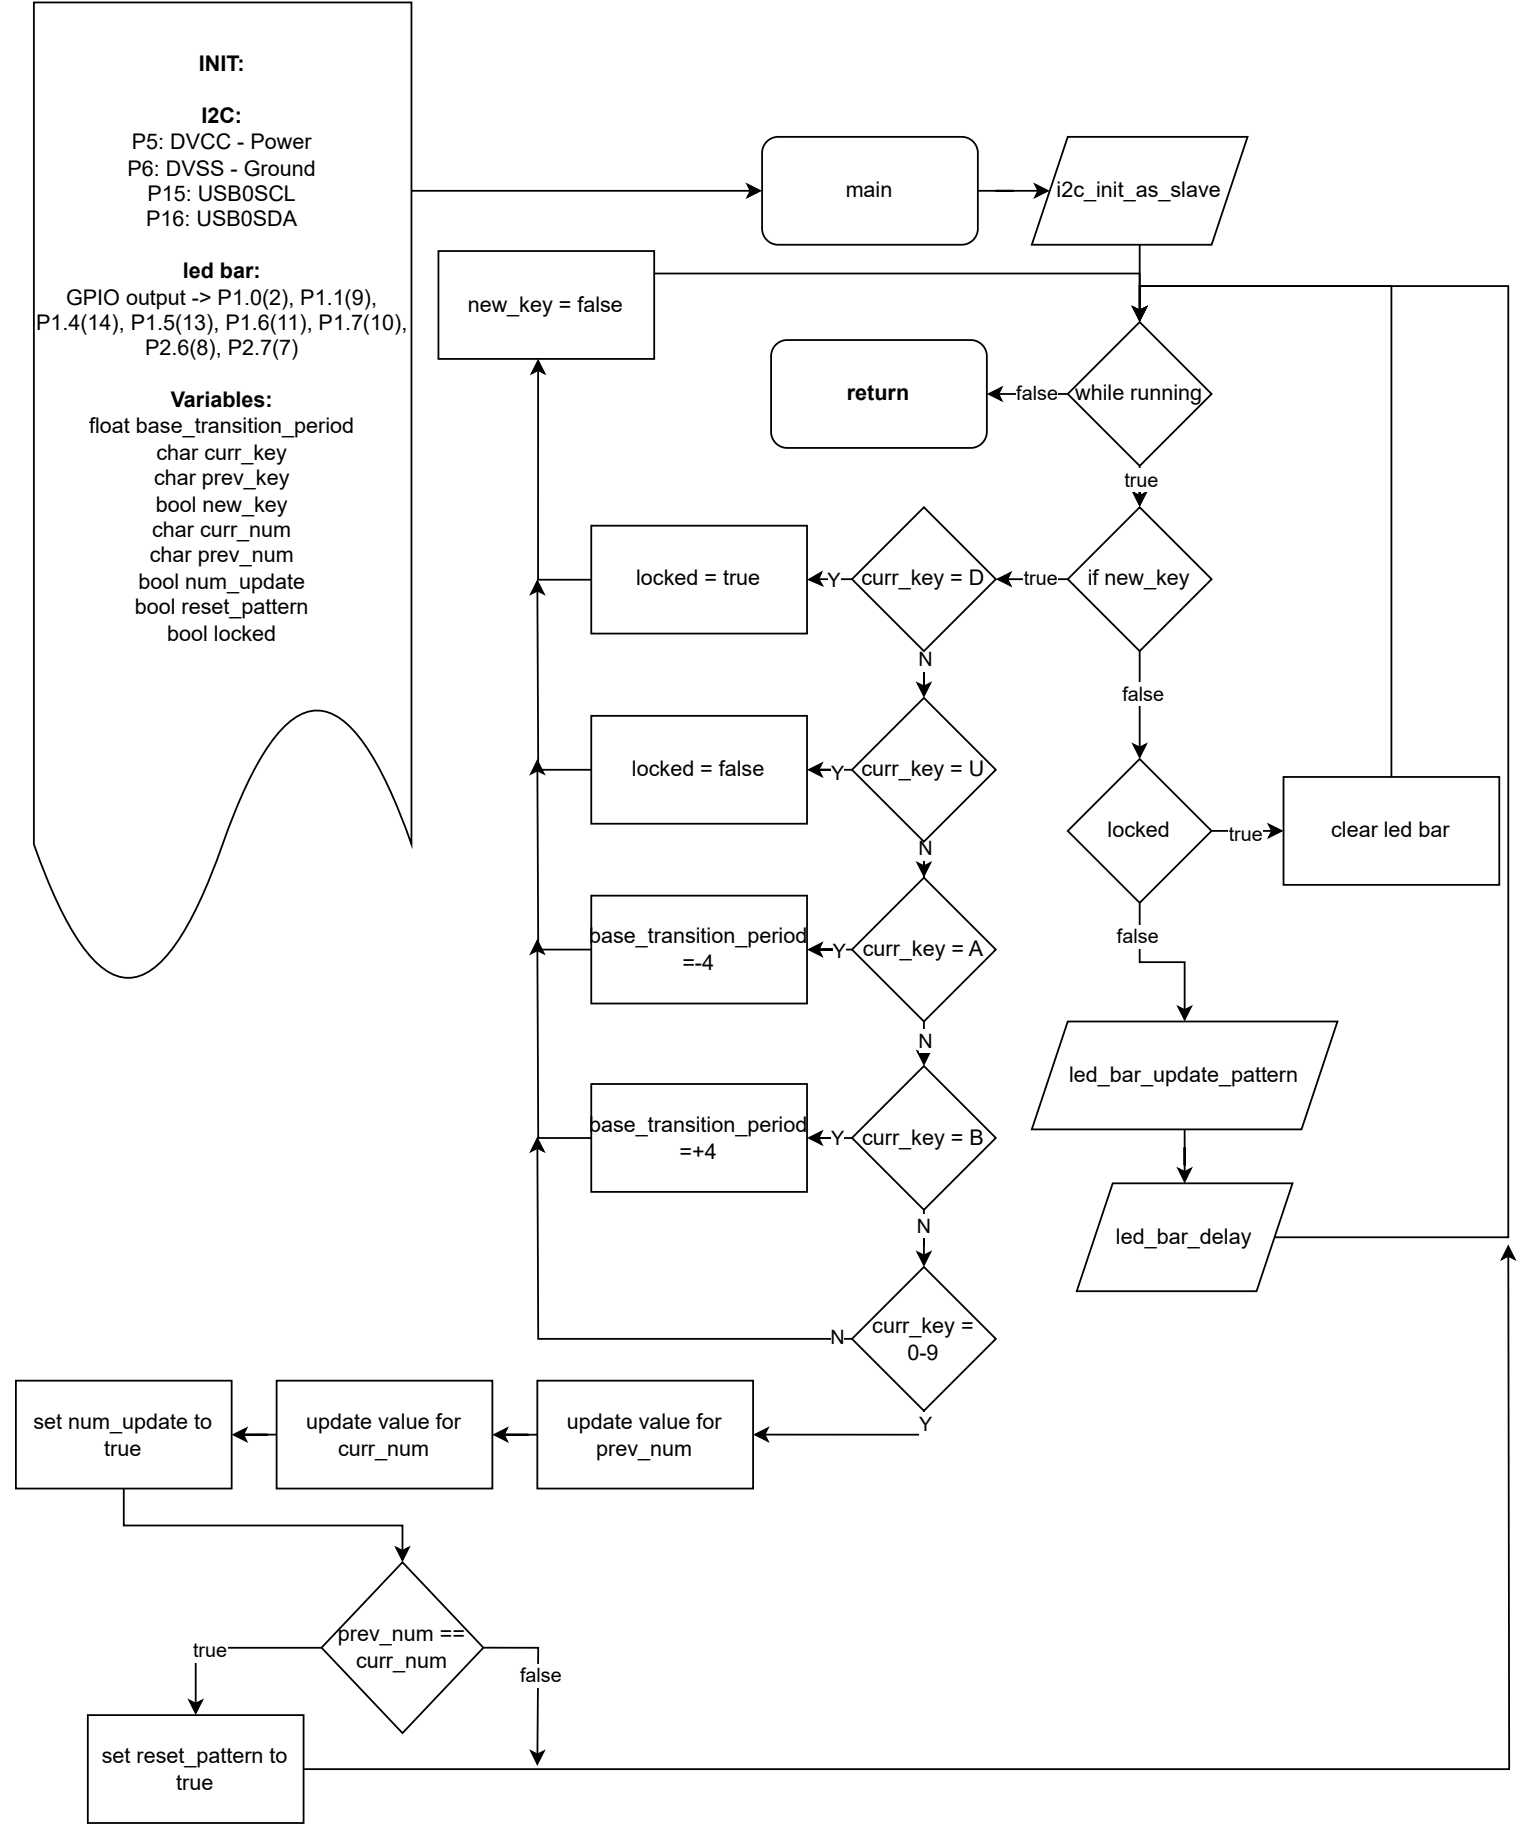 INIT:
I2C:
P5: DVCC - Power
P6: DVSS - Ground
P15: USB0SCL
P16: USB0SDA
led bar:
GPIO output -> P1.0(2), P1.1(9),
P1.4(14), P1.5(13), P1.6(11), P1.7(10),
P2.6(8), P2.7(7)
Variables:
float base_transition_period
char curr_key
char prev_key
bool new_key
char curr_num
char prev_num
bool num_update
bool reset_pattern
bool locked
main
i2c_init_as_slave
new_key = false
return
false
while running
true
locked = true
Y
curr_key = D
true
if new_key
N
false
locked = false
Y
curr_key = U
N
locked
true
clear led bar
false
base_transition_period
=-4
Y
curr_key = A
N
led_bar_update_pattern
base_transition_period
=+4
Y
curr_key = B
N
led_bar_delay
N
curr_key =
0-9
Y
set num_update to
true
update value for
curr_num
update value for
prev_num
prev_num ==
curr_num
true
false
set reset_pattern to
true